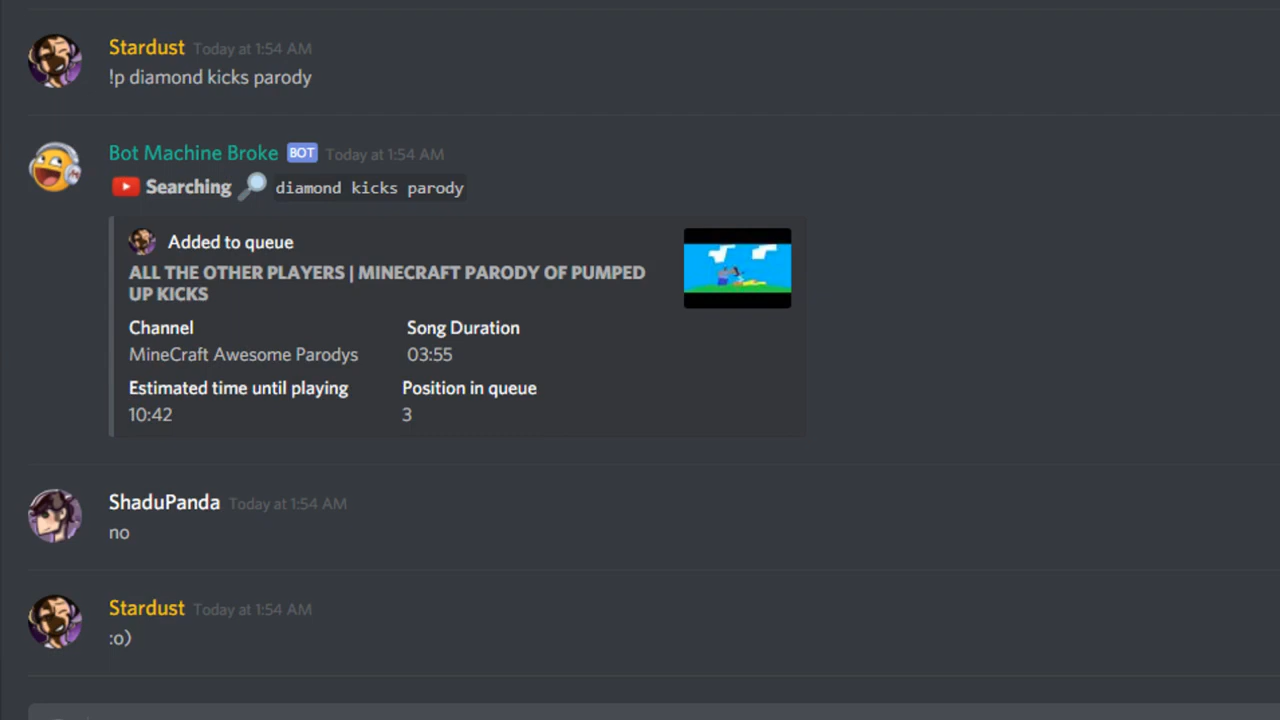 Stardust Today at 1:54 AM
!p diamond kicks parody
Bot Machine Broke BOT Today at 1:54 AM
Searching diamond kicks parody
Added to queue
ALL THE OTHER PLAYERS | MINECRAFT PARODY OF PUMPED
UP KICKS
Channel Song Duration
MineCraft Awesome Parodys 03:55
Estimated time until playing Position in queue
10:42 3
ShaduPanda Today at 1:54 AM
no
Stardust Today at 1:54 AM
:o)